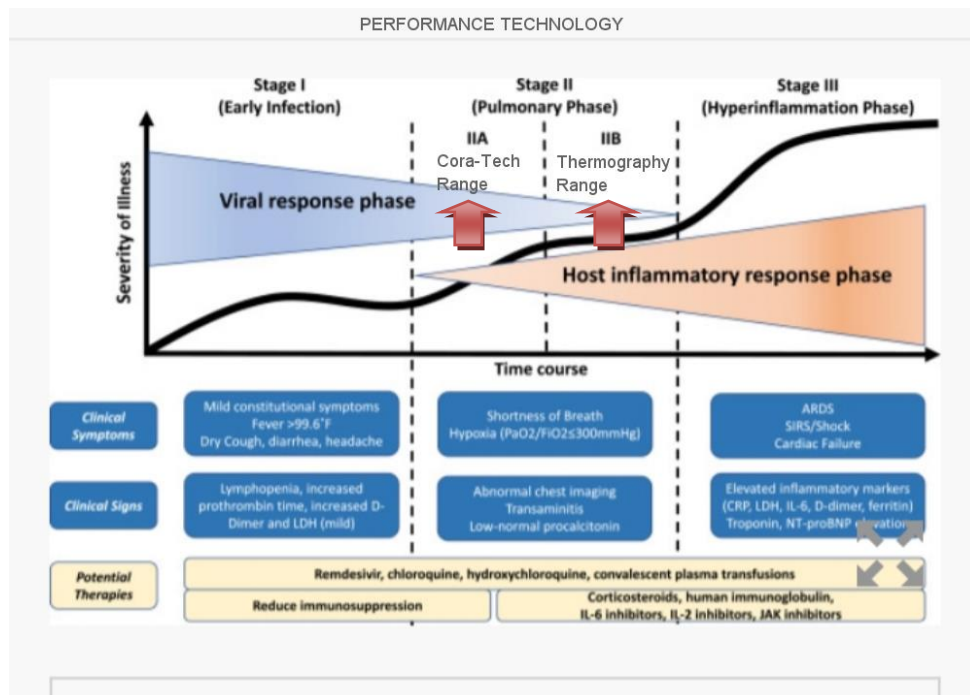 PERFORMANCE TECHNOLOGY
Stage I
(Early Infection)
Stage II
(Pulmonary Phase)
Stage III
(Hyperinflammation Phase)
IIA
IIB
Cora-Tech
Range
Thermography
Range
Viral response phase
Host inflammatory response phase
Severity of Illness
Time course
Clinical
Symptoms
Mild constitutional symptoms
Fever >99.6°F
Dry Cough, diarrhea, headache
Shortness of Breath
Hypoxia (PaO2/FiO2≤300mmHg)
ARDS
SIRS/Shock
Cardiac Failure
Clinical Signs
Lymphopenia, increased
prothrombin time, increased D-
Dimer and LDH (mild)
Abnormal chest imaging
Transaminitis
Low-normal procalcitonin
Elevated inflammatory markers
(CRP, LDH, IL-6, D-dimer, ferritin)
Troponin, NT-proBNP
Potential
Therapies
Remdesivir, chloroquine, hydroxychloroquine, convalescent plasma transfusions
Reduce immunosuppression
Corticosteroids, human immunoglobulin,
IL-6 inhibitors, IL-2 inhibitors, JAK inhibitors